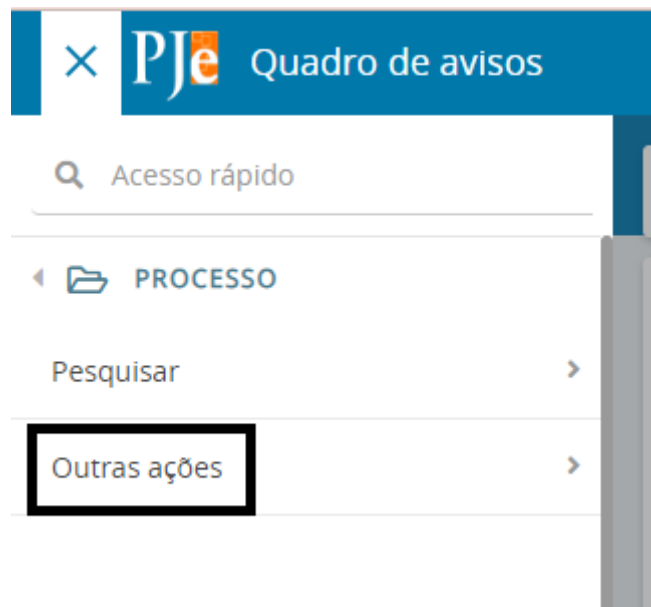 PJe Quadro de avisos
Acesso rápido
PROCESSO
Pesquisar
Outras ações